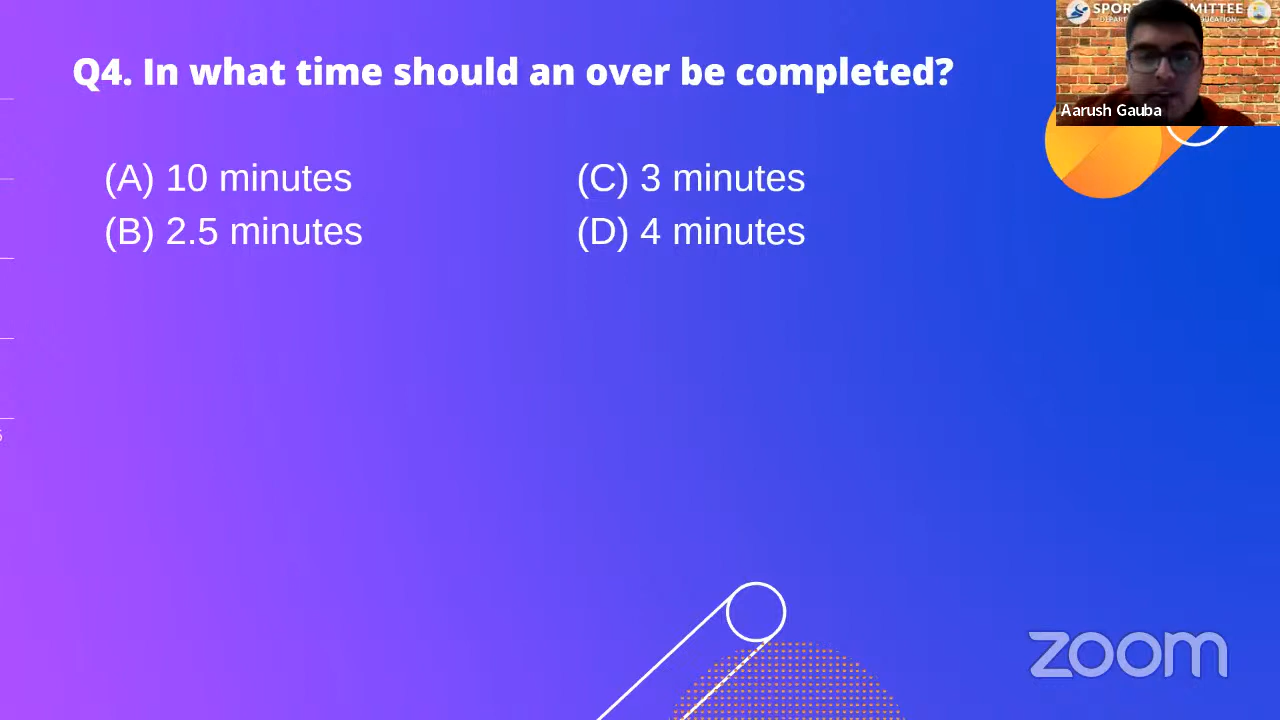 Q4. In what time should an over be completed?
(A) 10 minutes
(B) 2.5 minutes
(C) 3 minutes
(D) 4 minutes
Aarush Gauba
zoom